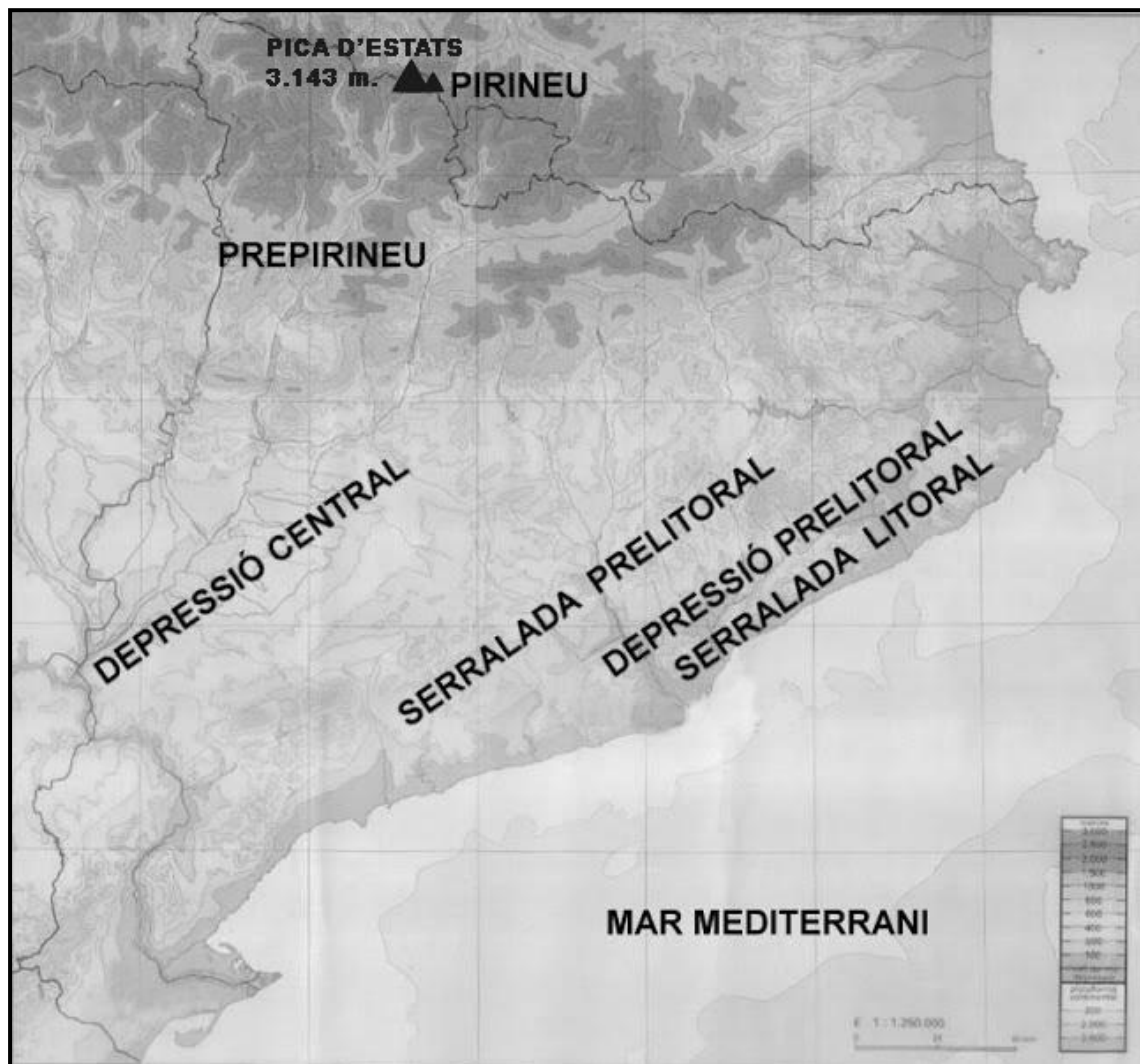 PICA D'ESTATS
3.143 m.
PIRINEU
PREPIRINEU
DEPRESSIÓ CENTRAL
SERRALADA PRELITORAL
DEPRESSIÓ PRELITORAL
SERRALADA LITORAL
MAR MEDITERRANI
E 1:1.250.000